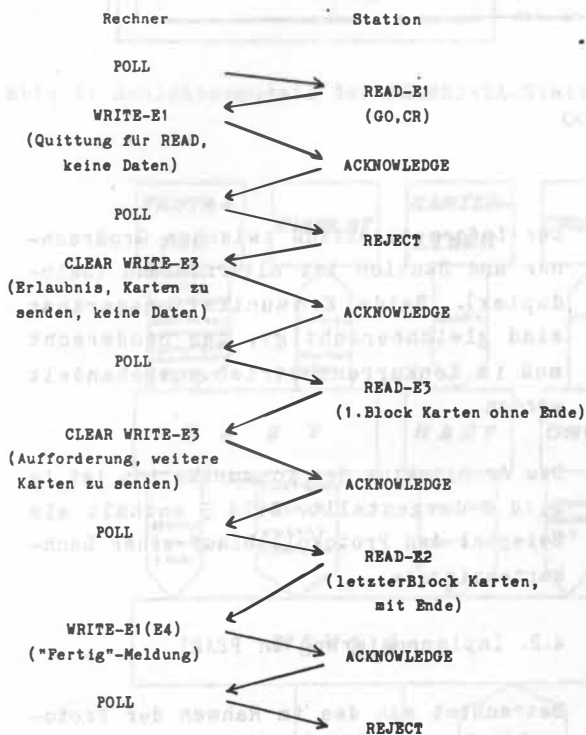 Rechner Station
POLL
READ-E1
WRITE-E1 (GO,CR)
(Quittung für READ,
keine Daten) ACKNOWLEDGE
POLL
REJECT
CLEAR WRITE-E3
(Erlaubnis, Karten zu
senden, keine Daten) ACKNOWLEDGE
POLL
READ-E3
(1.Block Karten ohne Ende)
CLEAR WRITE-E3
(Aufforderung, weitere
Karten zu senden) ACKNOWLEDGE
POLL
READ-E2
(letzterBlock Karten,
mit Ende)
WRITE-E1(E4)
("Fertig"-Meldung) ACKNOWLEDGE
POLL
REJECT